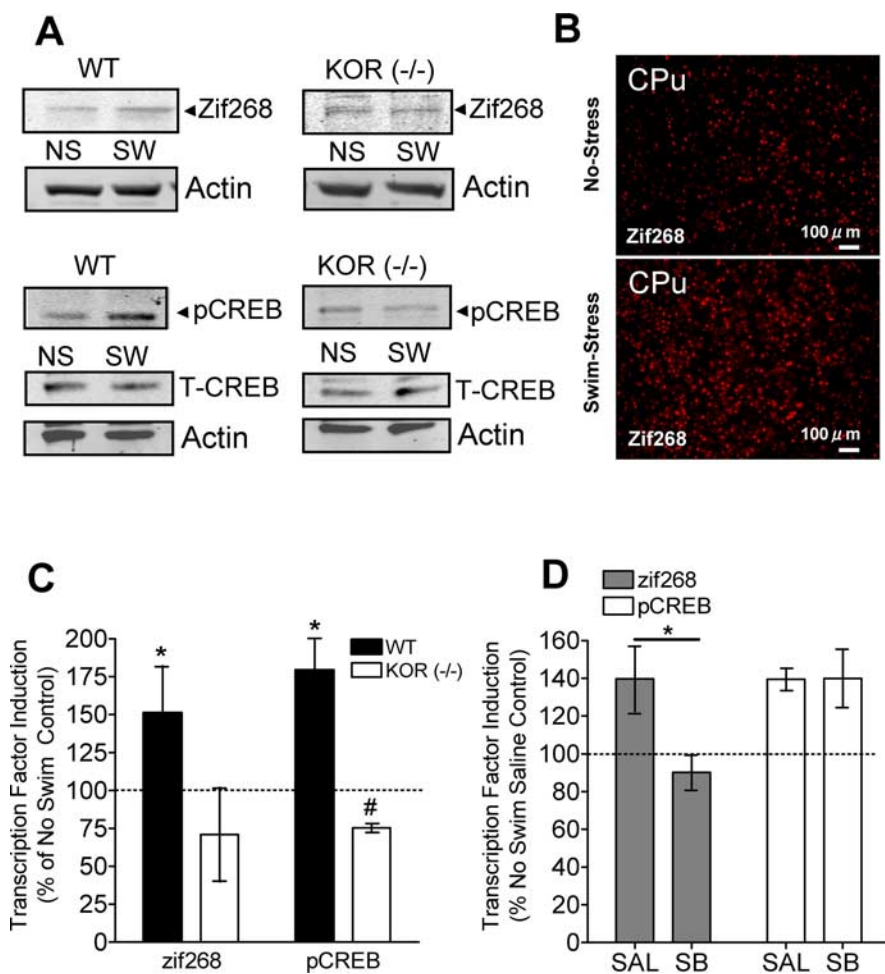 A
WT
Zif268
NS SW
Actin
KOR (-/-)
Zif268
NS SW
Actin
WT
pCREB
NS SW
T-CREB
Actin
KOR (-/-)
pCREB
NS SW
T-CREB
Actin
B
No-Stress
CPu
Zif268
100 μm
Swim-Stress
CPu
Zif268
100 μm
C
Transcription Factor Induction
(% of No Swim Control)
200
175
150
125
100
75
50
25
0
*
*
#
WT
KOR (-/-)
zif268 pCREB
D
zif268
pCREB
Transcription Factor Induction
(% No Swim Saline Control)
160
140
120
100
80
60
40
20
0
*
SAL SB SAL SB